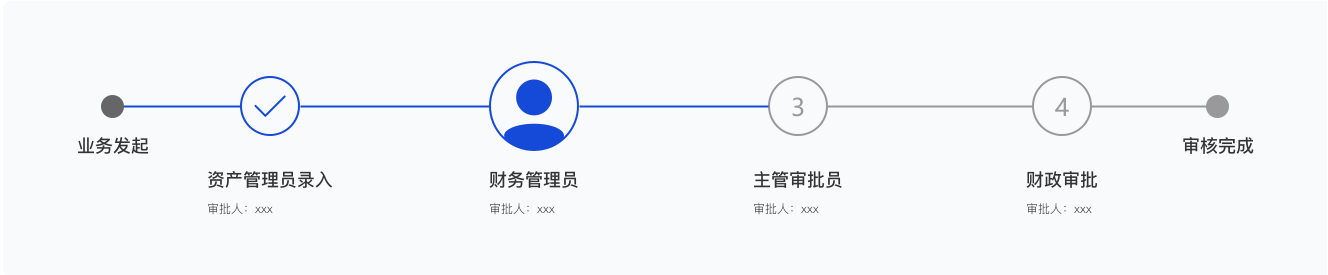 3
4
业务发起
审核完成
资产管理员录入
财务管理员
主管审批员
财政审批
审批人：xxx
审批人：xxx
审批人：xxx
审批人：xxx